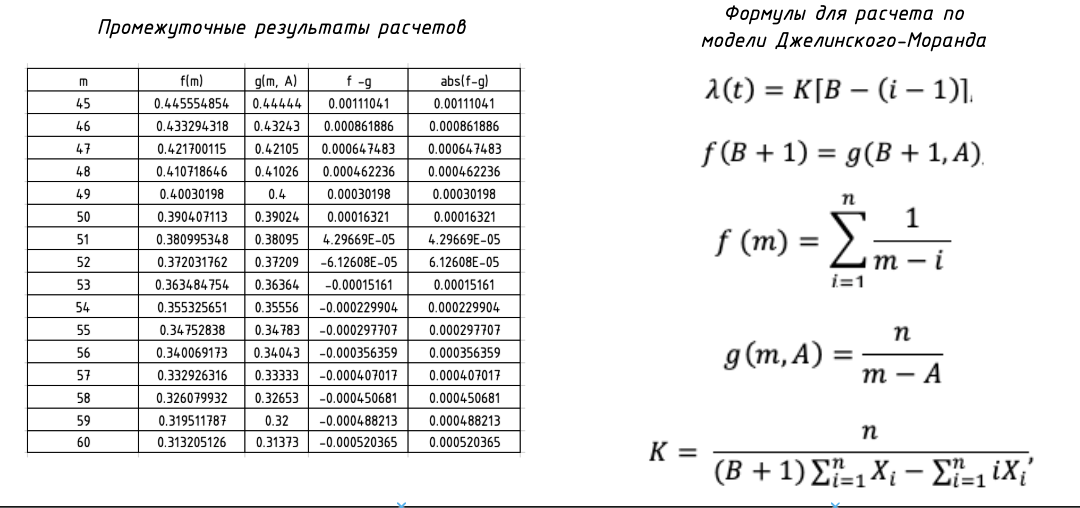 Промежуточные результаты расчетов
m f(m) g(m, A) f -g abs(f-g)
45 0.445554854 0.44444 0.00111041 0.00111041
46 0.433294318 0.43243 0.000861886 0.000861886
47 0.421700115 0.42105 0.000647483 0.000647483
48 0.410718646 0.41026 0.000462236 0.000462236
49 0.40030198 0.4 0.00030198 0.00030198
50 0.390407113 0.39024 0.00016321 0.00016321
51 0.380995348 0.38095 4.29669E-05 4.29669E-05
52 0.372031762 0.37209 -6.12608E-05 6.12608E-05
53 0.363484754 0.36364 -0.00015161 0.00015161
54 0.355325651 0.35556 -0.000229904 0.000229904
55 0.34752838 0.34783 -0.000297707 0.000297707
56 0.340069173 0.34043 -0.000356359 0.000356359
57 0.332926316 0.33333 -0.000407017 0.000407017
58 0.326079932 0.32653 -0.000450681 0.000450681
59 0.319511787 0.32 -0.000488213 0.000488213
60 0.313205126 0.31373 -0.000520365 0.000520365
Формулы для расчета по
модели Джелинского-Моранда
λ(t) = K[B − (i − 1)],
f(B + 1) = g(B + 1, A).
f (m) = ∑_{i=1}^{n} 1/(m − i)
g(m, A) = n/(m − A)
K = n/((B + 1) ∑_{i=1}^{n} X_i − ∑_{i=1}^{n} iX_i),